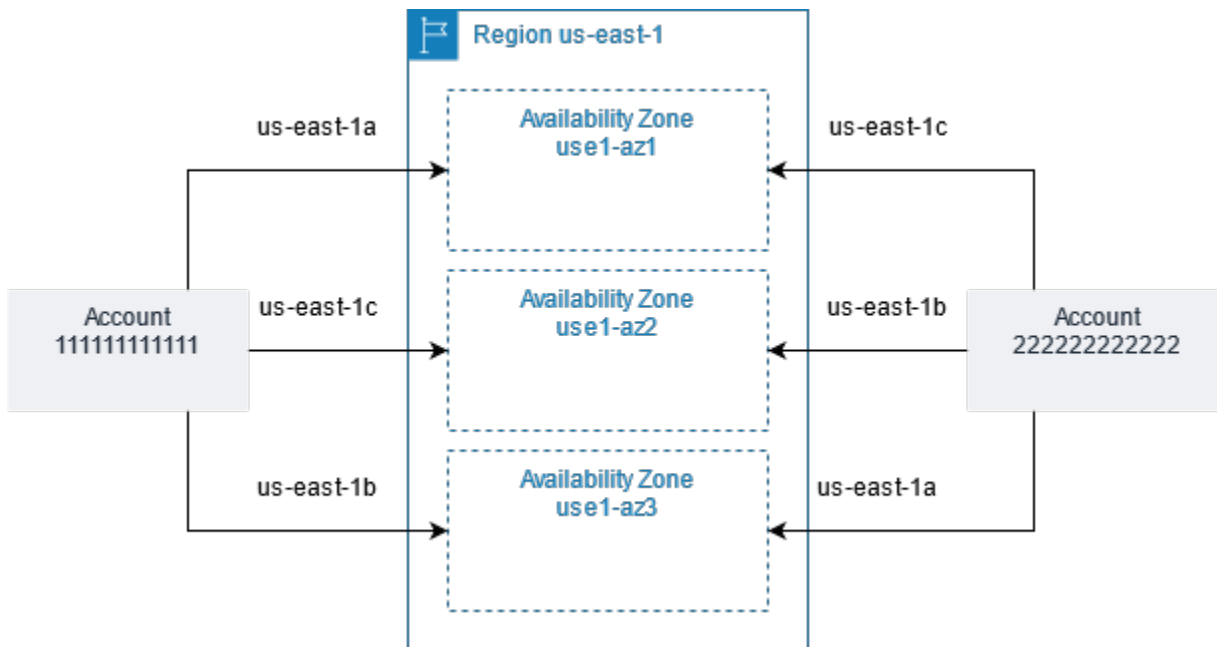 Region us-east-1
Availability Zone
use1-az1
us-east-1a
us-east-1c
Availability Zone
use1-az2
us-east-1c
us-east-1b
Account
111111111111
Account
222222222222
Availability Zone
use1-az3
us-east-1b
us-east-1a